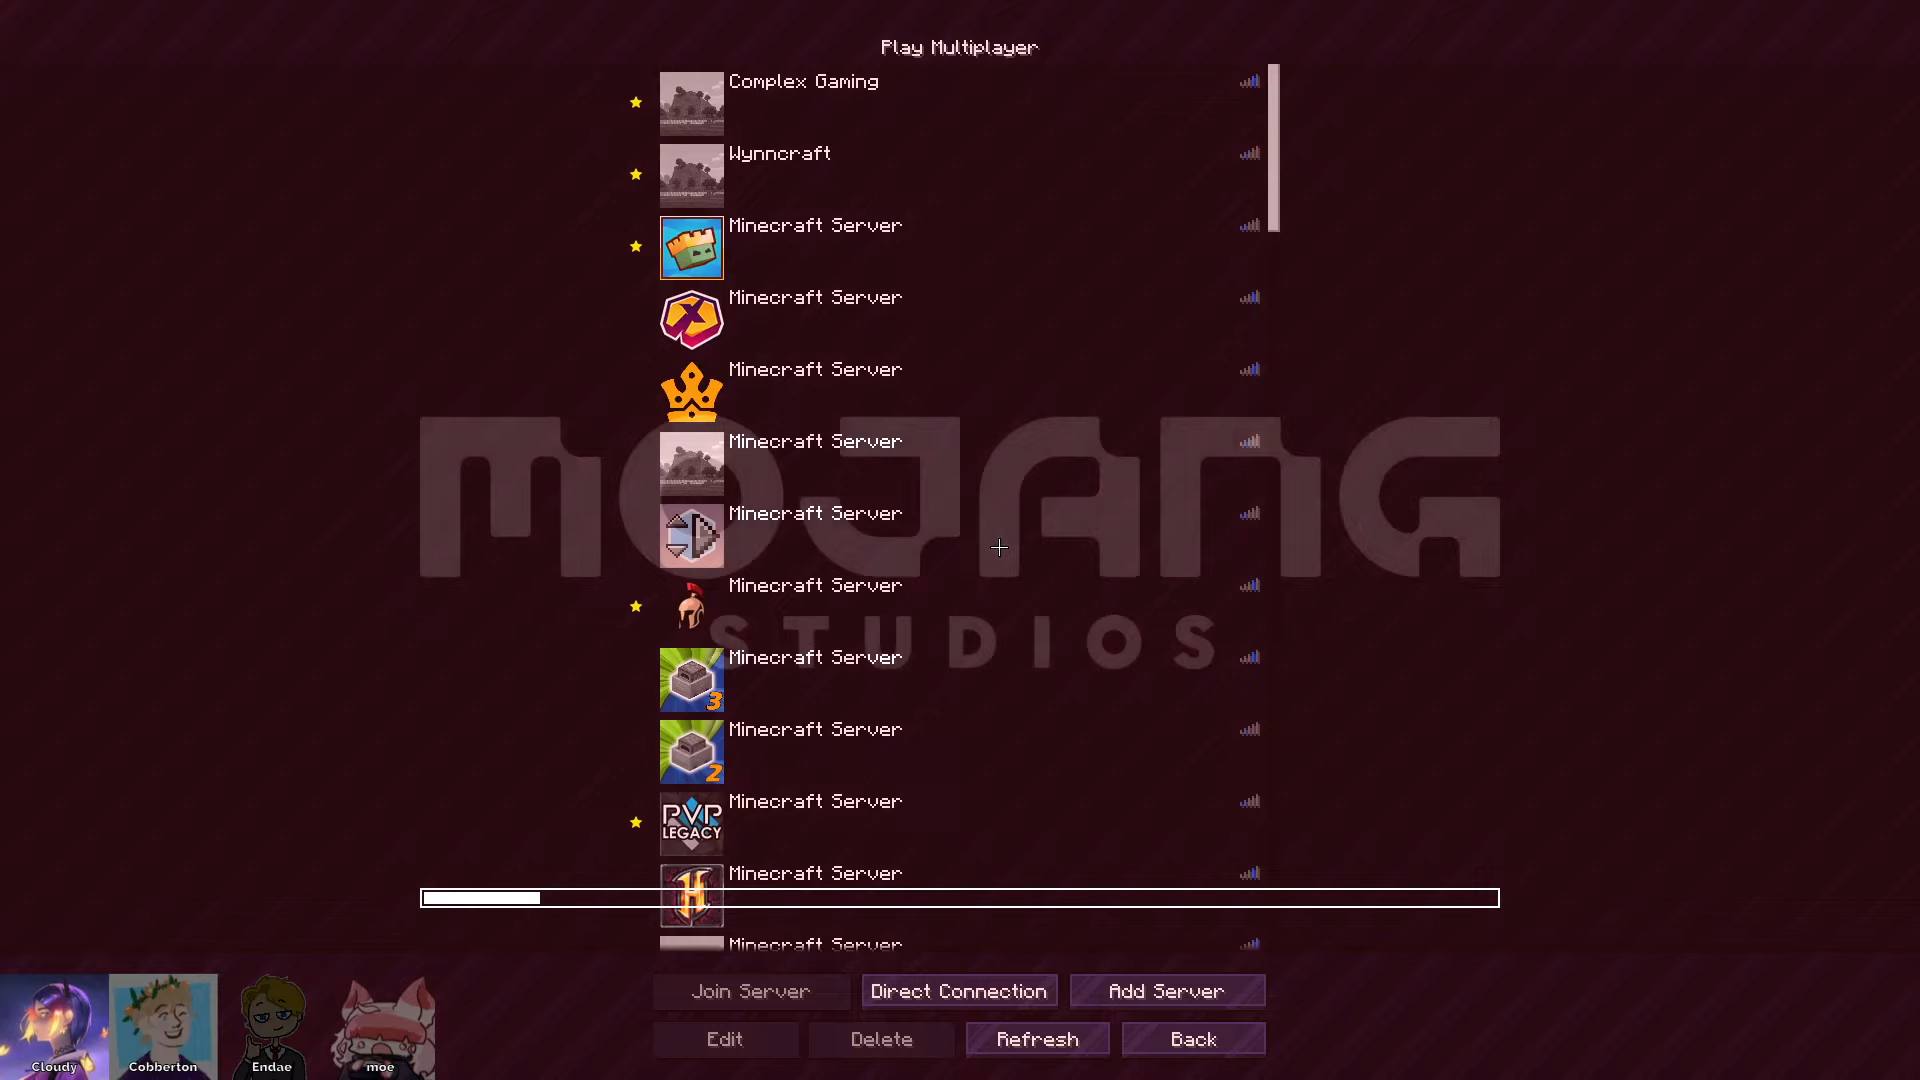 Play Multiplayer
Complex Gaming
Wynncraft
Minecraft Server
Minecraft Server
Minecraft Server
MOJANG
Minecraft Server
Minecraft Server
Minecraft Server
STUDIOS
Minecraft Server
3
Minecraft Server
2
Minecraft Server
PVP
LEGACY
Minecraft Server
H
Minecraft Server
Join Server
Direct Connection
Add Server
Edit
Delete
Refresh
Back
Cloudy
Cobberton
Endae
moe